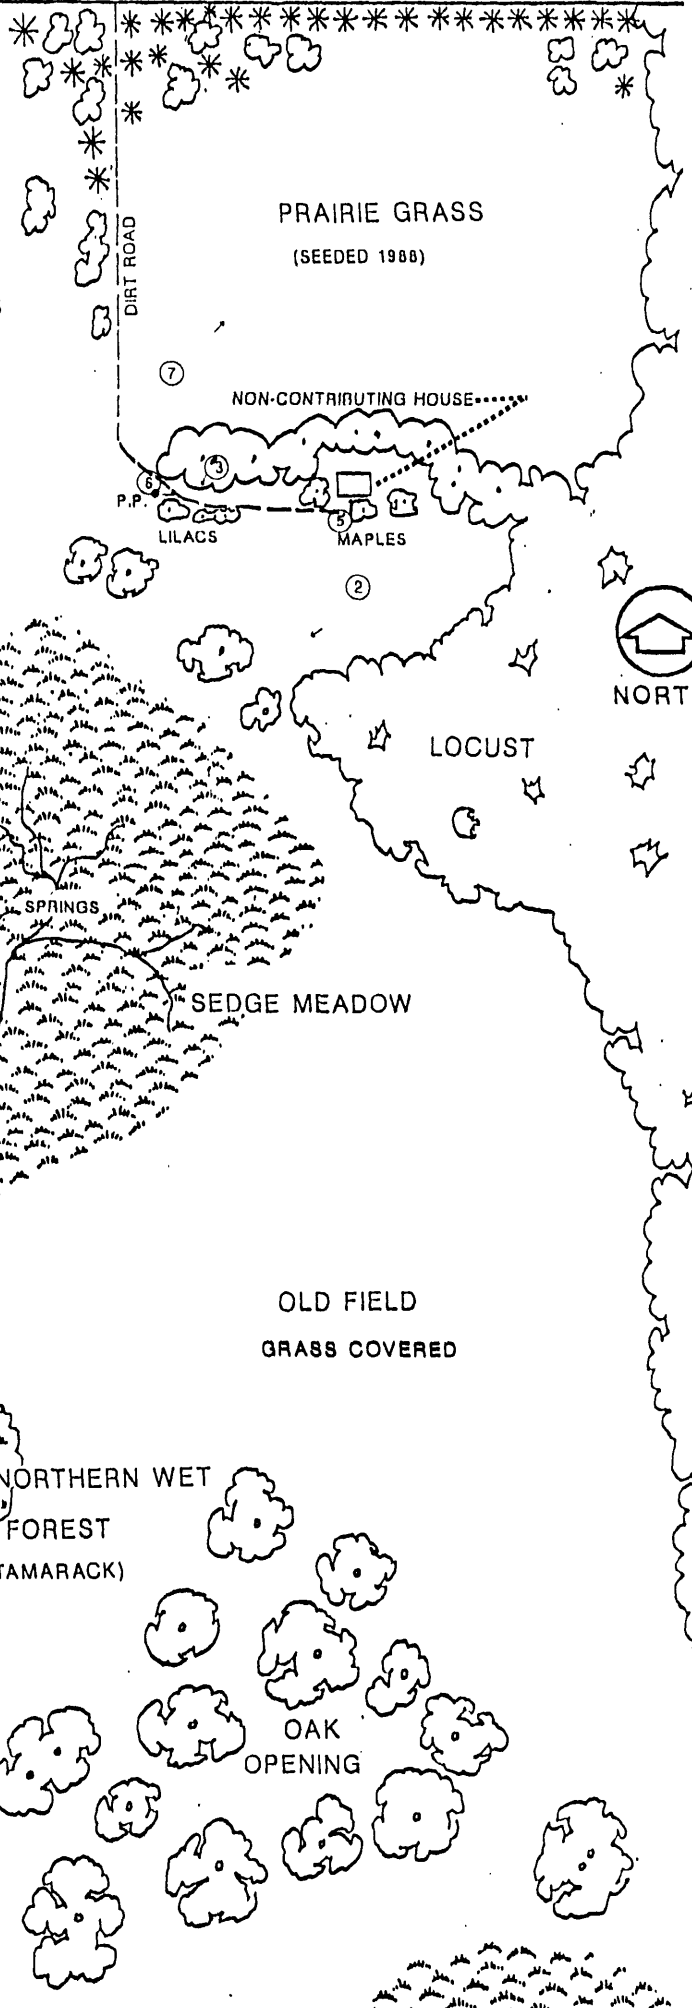 PRAIRIE GRASS
(SEEDED 1988)
DIRT ROAD
7
NON-CONTRIBUTING HOUSE
3
6
P.P.
LILACS
5
MAPLES
2
NORT
LOCUST
SPRINGS
SEDGE MEADOW
OLD FIELD
GRASS COVERED
NORTHERN WET
FOREST
TAMARACK)
OAK
OPENING